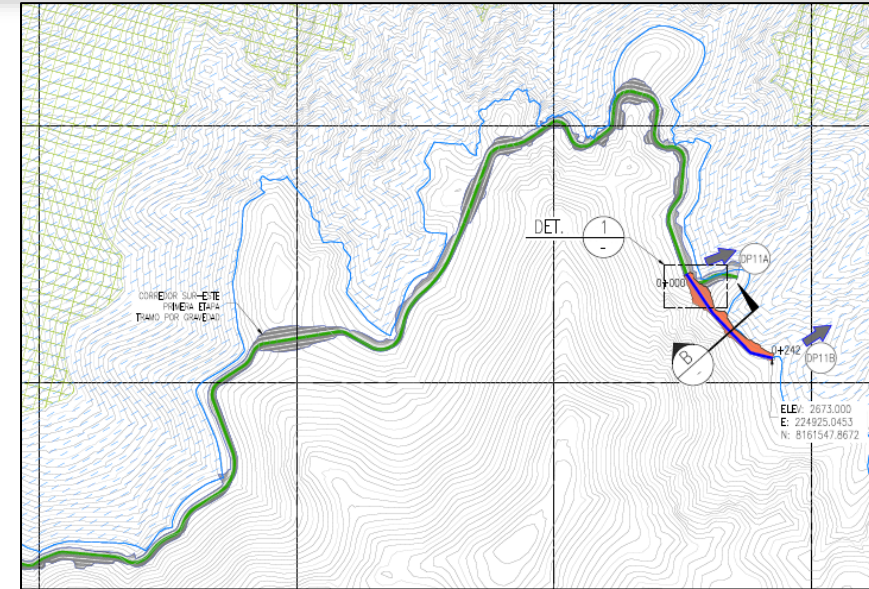 DET.
1
-
DP11A
CORREDOR SUR-ESTE
PRIMERA ETAPA
TRAMO POR GRAVEDAD
0+000
B
-
0+242
DP11B
ELEV: 2673.000
E: 224925.0453
N: 8161547.8672